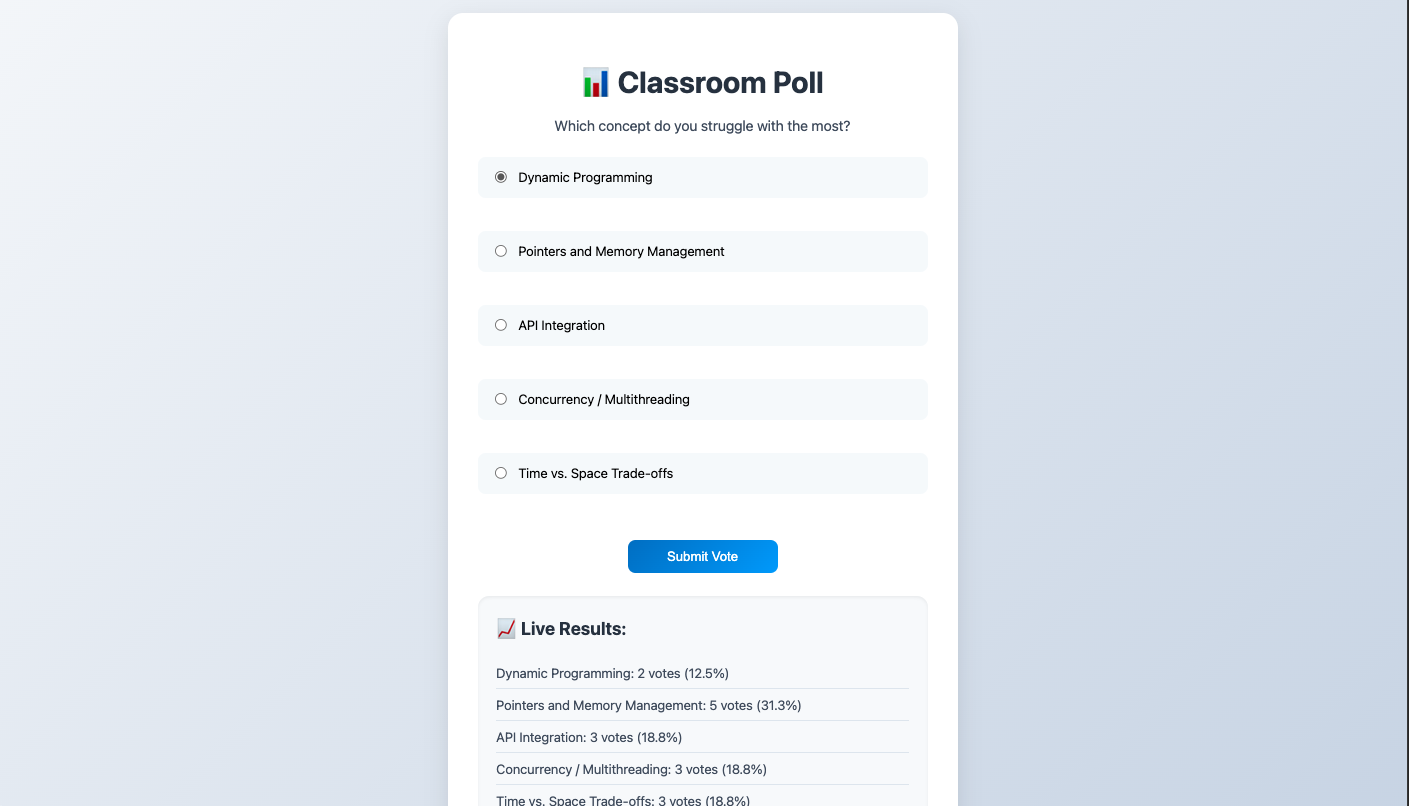 Classroom Poll
Which concept do you struggle with the most?
Dynamic Programming
Pointers and Memory Management
API Integration
Concurrency / Multithreading
Time vs. Space Trade-offs
Submit Vote
Live Results:
Dynamic Programming: 2 votes (12.5%)
Pointers and Memory Management: 5 votes (31.3%)
API Integration: 3 votes (18.8%)
Concurrency / Multithreading: 3 votes (18.8%)
Time vs. Space Trade-offs: 3 votes (18.8%)